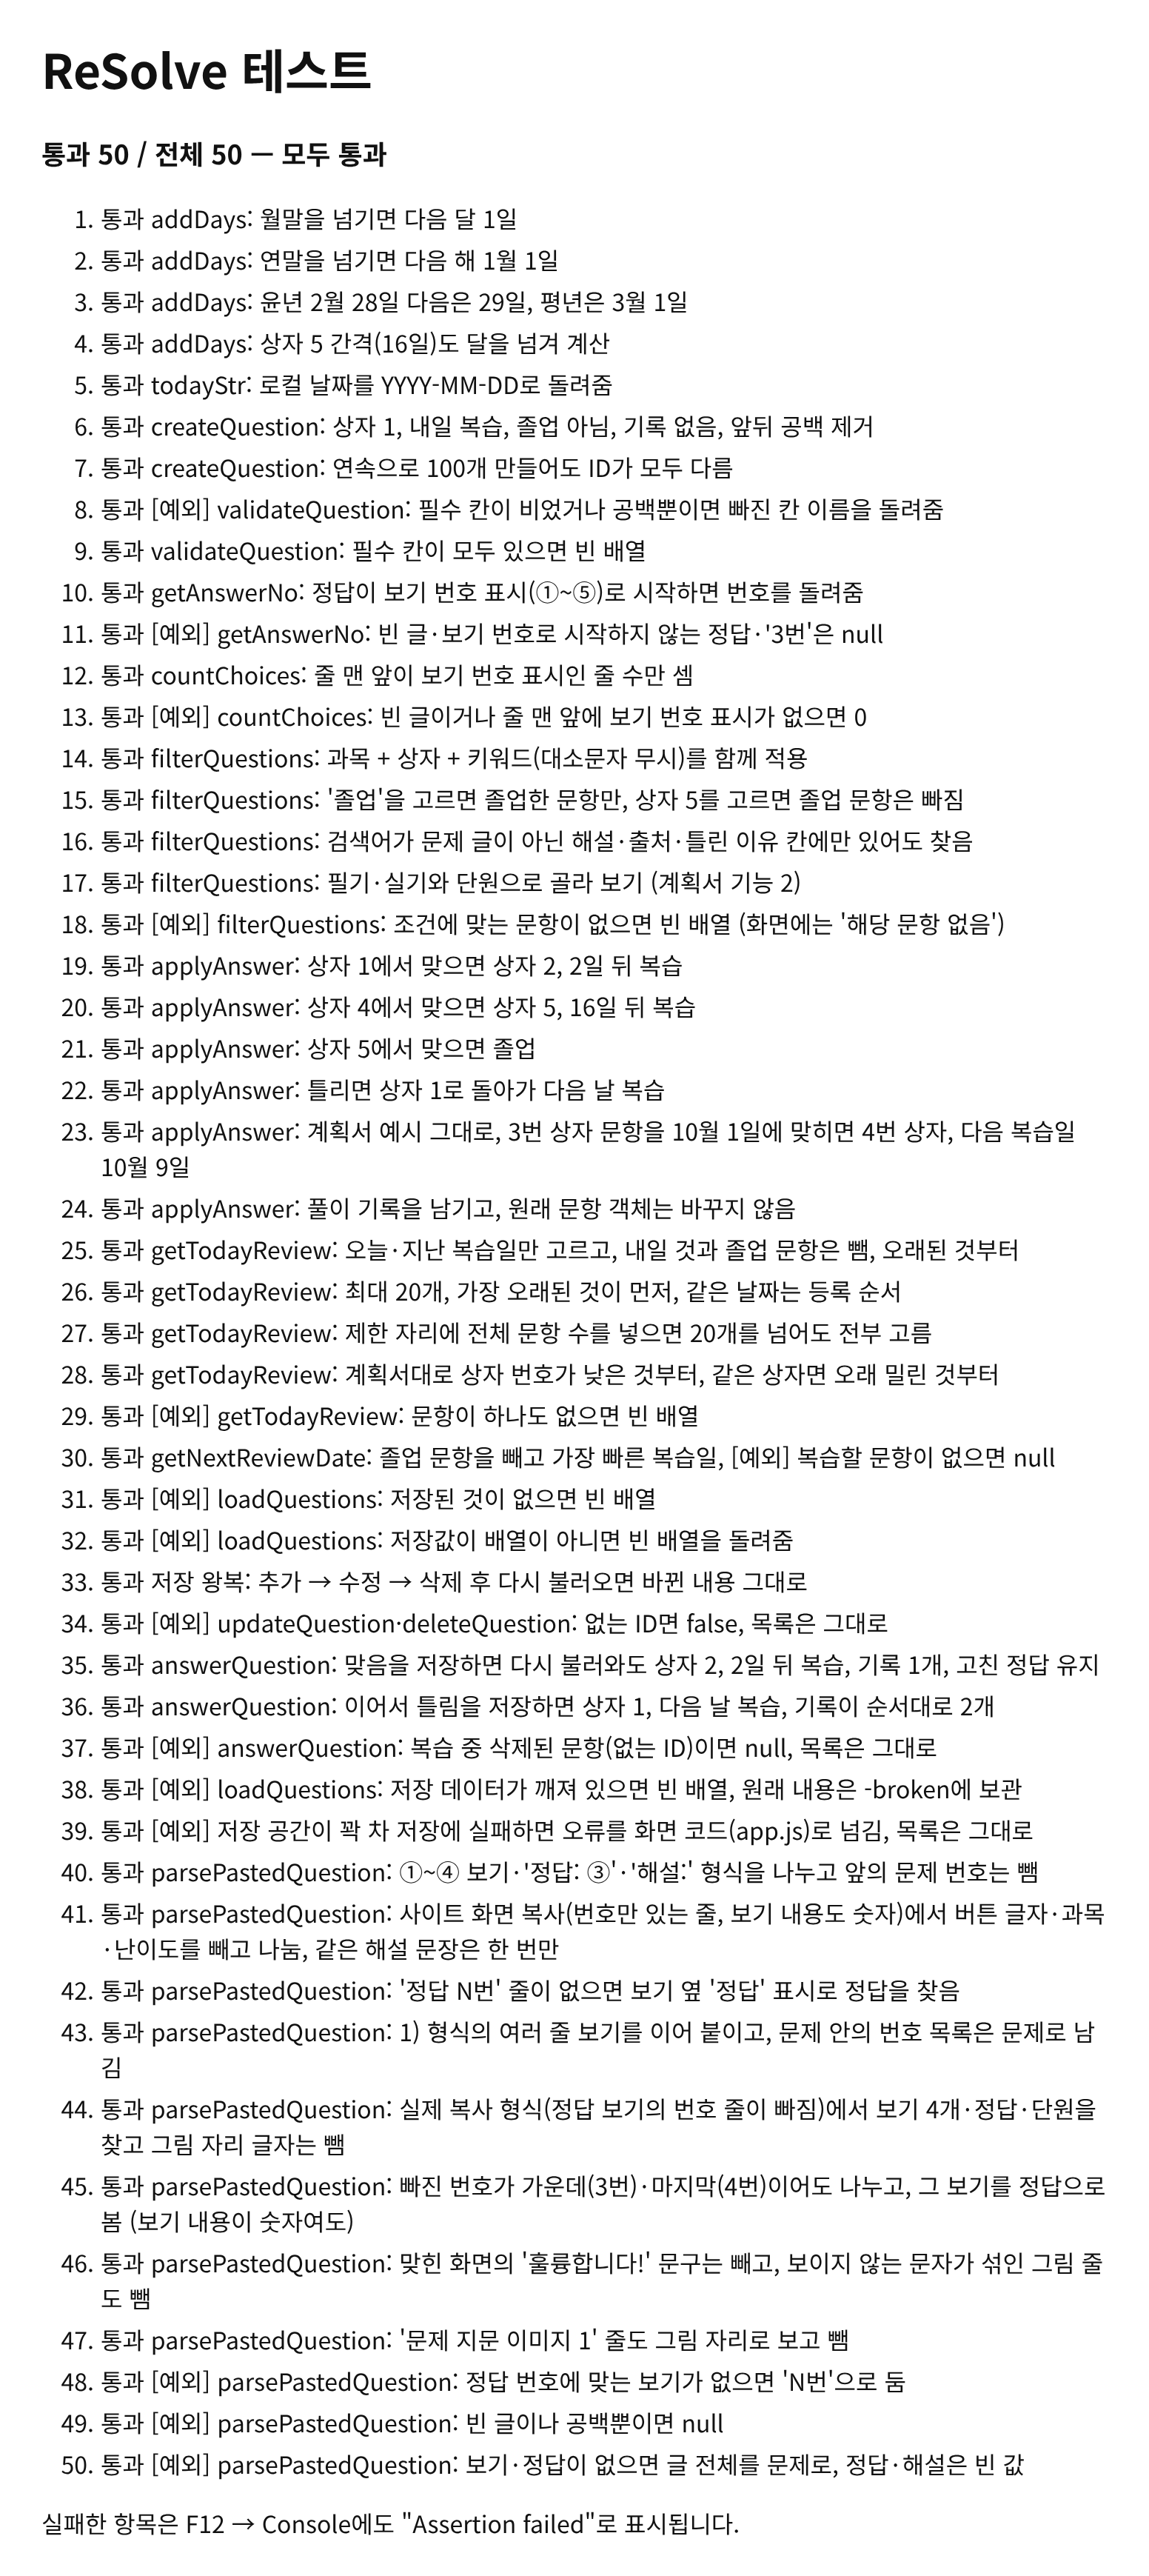 ReSolve 테스트
통과 50 / 전체 50 — 모두 통과
1. 통과 addDays: 월말을 넘기면 다음 달 1일
2. 통과 addDays: 연말을 넘기면 다음 해 1월 1일
3. 통과 addDays: 윤년 2월 28일 다음은 29일, 평년은 3월 1일
4. 통과 addDays: 상자 5 간격(16일)도 달을 넘겨 계산
5. 통과 todayStr: 로컬 날짜를 YYYY-MM-DD로 돌려줌
6. 통과 createQuestion: 상자 1, 내일 복습, 졸업 아님, 기록 없음, 앞뒤 공백 제거
7. 통과 createQuestion: 연속으로 100개 만들어도 ID가 모두 다름
8. 통과 [예외] validateQuestion: 필수 칸이 비었거나 공백뿐이면 빠진 칸 이름을 돌려줌
9. 통과 validateQuestion: 필수 칸이 모두 있으면 빈 배열
10. 통과 getAnswerNo: 정답이 보기 번호 표시(①~⑤)로 시작하면 번호를 돌려줌
11. 통과 [예외] getAnswerNo: 빈 글·보기 번호로 시작하지 않는 정답·'3번'은 null
12. 통과 countChoices: 줄 맨 앞이 보기 번호 표시인 줄 수만 셈
13. 통과 [예외] countChoices: 빈 글이거나 줄 맨 앞에 보기 번호 표시가 없으면 0
14. 통과 filterQuestions: 과목 + 상자 + 키워드(대소문자 무시)를 함께 적용
15. 통과 filterQuestions: '졸업'을 고르면 졸업한 문항만, 상자 5를 고르면 졸업 문항은 빠짐
16. 통과 filterQuestions: 검색어가 문제 글이 아닌 해설·출처·틀린 이유 칸에만 있어도 찾음
17. 통과 filterQuestions: 필기·실기와 단원으로 골라 보기 (계획서 기능 2)
18. 통과 [예외] filterQuestions: 조건에 맞는 문항이 없으면 빈 배열 (화면에는 '해당 문항 없음')
19. 통과 applyAnswer: 상자 1에서 맞으면 상자 2, 2일 뒤 복습
20. 통과 applyAnswer: 상자 4에서 맞으면 상자 5, 16일 뒤 복습
21. 통과 applyAnswer: 상자 5에서 맞으면 졸업
22. 통과 applyAnswer: 틀리면 상자 1로 돌아가 다음 날 복습
23. 통과 applyAnswer: 계획서 예시 그대로, 3번 상자 문항을 10월 1일에 맞히면 4번 상자, 다음 복습일
10월 9일
24. 통과 applyAnswer: 풀이 기록을 남기고, 원래 문항 객체는 바꾸지 않음
25. 통과 getTodayReview: 오늘·지난 복습일만 고르고, 내일 것과 졸업 문항은 뺌, 오래된 것부터
26. 통과 getTodayReview: 최대 20개, 가장 오래된 것이 먼저, 같은 날짜는 등록 순서
27. 통과 getTodayReview: 제한 자리에 전체 문항 수를 넣으면 20개를 넘어도 전부 고름
28. 통과 getTodayReview: 계획서대로 상자 번호가 낮은 것부터, 같은 상자면 오래 밀린 것부터
29. 통과 [예외] getTodayReview: 문항이 하나도 없으면 빈 배열
30. 통과 getNextReviewDate: 졸업 문항을 빼고 가장 빠른 복습일, [예외] 복습할 문항이 없으면 null
31. 통과 [예외] loadQuestions: 저장된 것이 없으면 빈 배열
32. 통과 [예외] loadQuestions: 저장값이 배열이 아니면 빈 배열을 돌려줌
33. 통과 저장 왕복: 추가 → 수정 → 삭제 후 다시 불러오면 바뀐 내용 그대로
34. 통과 [예외] updateQuestion·deleteQuestion: 없는 ID면 false, 목록은 그대로
35. 통과 answerQuestion: 맞음을 저장하면 다시 불러와도 상자 2, 2일 뒤 복습, 기록 1개, 고친 정답 유지
36. 통과 answerQuestion: 이어서 틀림을 저장하면 상자 1, 다음 날 복습, 기록이 순서대로 2개
37. 통과 [예외] answerQuestion: 복습 중 삭제된 문항(없는 ID)이면 null, 목록은 그대로
38. 통과 [예외] loadQuestions: 저장 데이터가 깨져 있으면 빈 배열, 원래 내용은 -broken에 보관
39. 통과 [예외] 저장 공간이 꽉 차 저장에 실패하면 오류를 화면 코드(app.js)로 넘김, 목록은 그대로
40. 통과 parsePastedQuestion: ①~④ 보기·'정답: ③'·'해설:' 형식을 나누고 앞의 문제 번호는 뺌
41. 통과 parsePastedQuestion: 사이트 화면 복사(번호만 있는 줄, 보기 내용도 숫자)에서 버튼 글자·과목
·난이도를 빼고 나눔, 같은 해설 문장은 한 번만
42. 통과 parsePastedQuestion: '정답 N번' 줄이 없으면 보기 옆 '정답' 표시로 정답을 찾음
43. 통과 parsePastedQuestion: 1) 형식의 여러 줄 보기를 이어 붙이고, 문제 안의 번호 목록은 문제로 남
김
44. 통과 parsePastedQuestion: 실제 복사 형식(정답 보기의 번호 줄이 빠짐)에서 보기 4개·정답·단원을
찾고 그림 자리 글자는 뺌
45. 통과 parsePastedQuestion: 빠진 번호가 가운데(3번)·마지막(4번)이어도 나누고, 그 보기를 정답으로
봄 (보기 내용이 숫자여도)
46. 통과 parsePastedQuestion: 맞힌 화면의 '훌륭합니다!' 문구는 빼고, 보이지 않는 문자가 섞인 그림 줄
도 뺌
47. 통과 parsePastedQuestion: '문제 지문 이미지 1' 줄도 그림 자리로 보고 뺌
48. 통과 [예외] parsePastedQuestion: 정답 번호에 맞는 보기가 없으면 'N번'으로 둠
49. 통과 [예외] parsePastedQuestion: 빈 글이나 공백뿐이면 null
50. 통과 [예외] parsePastedQuestion: 보기·정답이 없으면 글 전체를 문제로, 정답·해설은 빈 값
실패한 항목은 F12 → Console에도 "Assertion failed"로 표시됩니다.